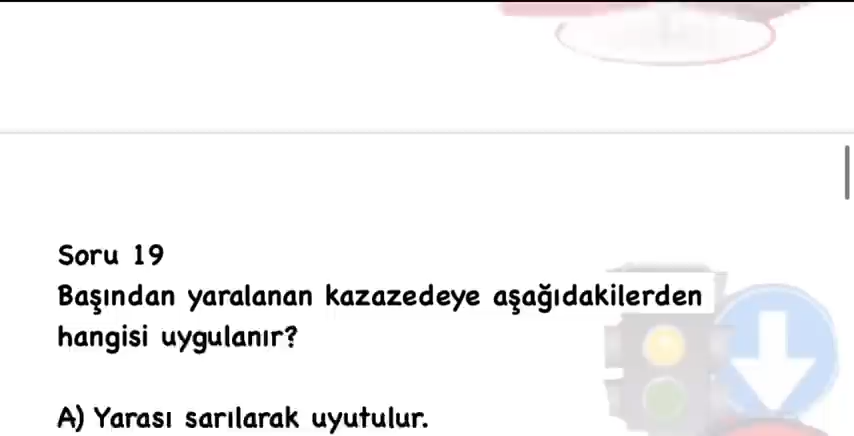 Soru 19
Başından yaralanan kazazedeye aşağıdakilerden
hangisi uygulanır?
A) Yarası sarılarak uyutulur.